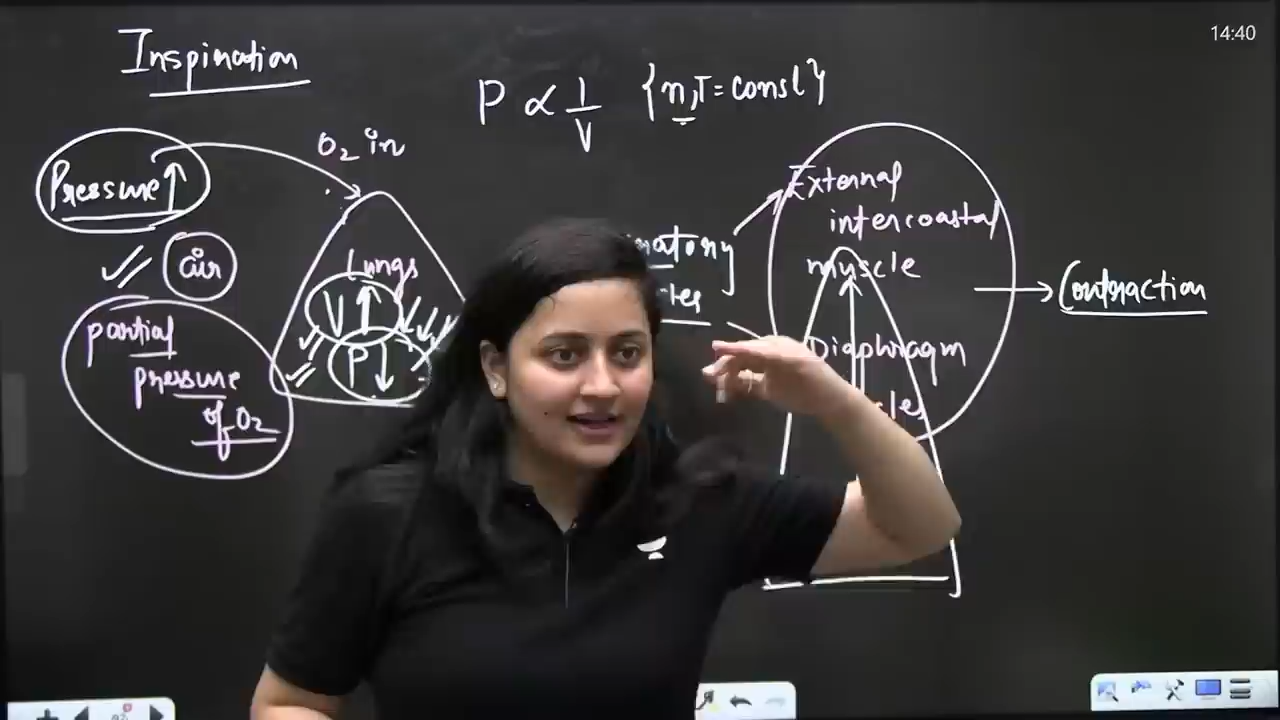 Inspiration
14:40
P ∝ 1/V {n,T = const}
O2 in
Pressure ↑
air
Lungs
V ↑
P ↓
partial
pressure
of O2
External
intercoastal
muscle
Diaphragm
Contraction